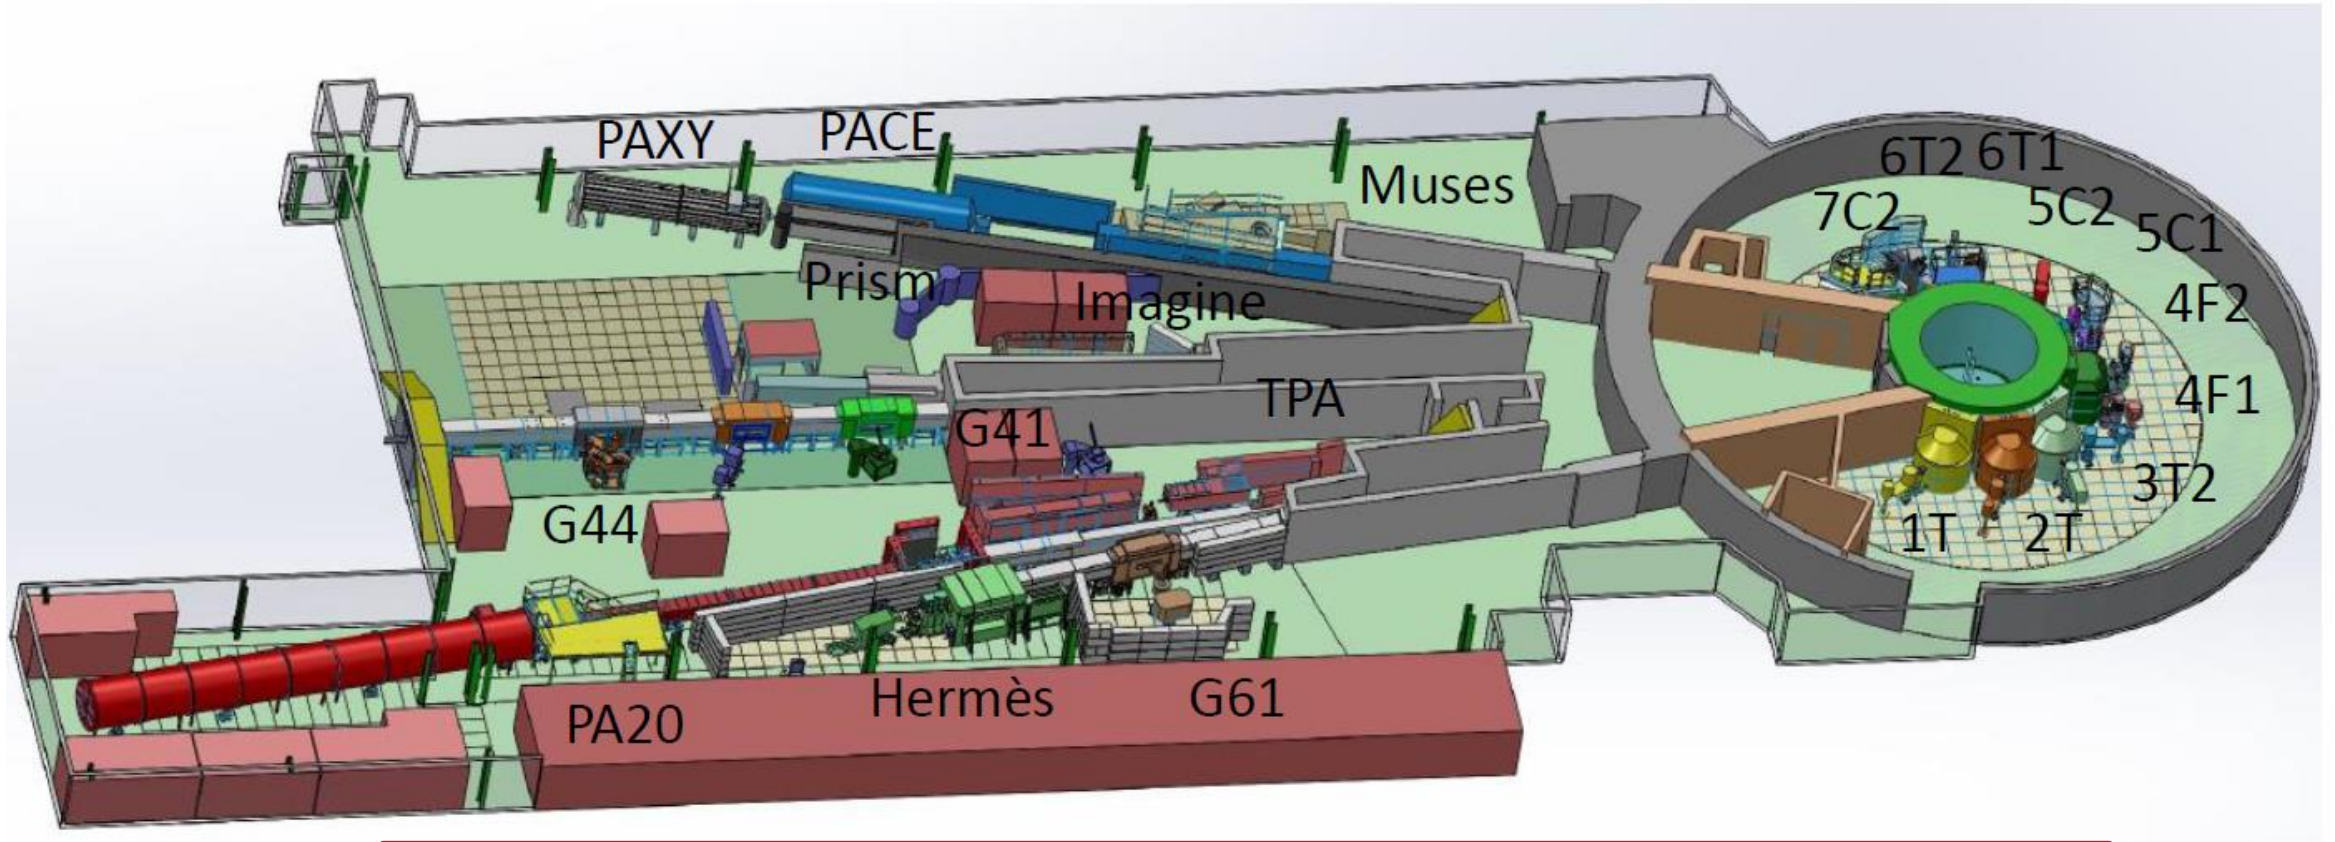 PAXY
PACE
Muses
Prism
Imagine
TPA
G41
G44
PA20
Hermès
G61
6T2
6T1
7C2
5C2
5C1
4F2
4F1
3T2
2T
1T